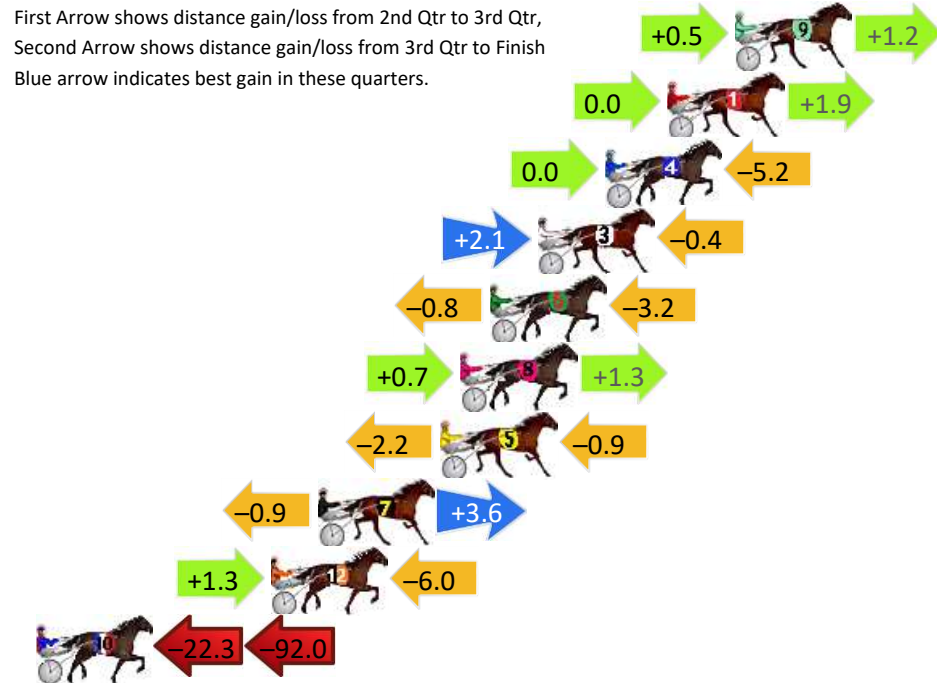 First Arrow shows distance gain/loss from 2nd Qtr to 3rd Qtr,
Second Arrow shows distance gain/loss from 3rd Qtr to Finish
Blue arrow indicates best gain in these quarters.
+0.5 9 +1.2
0.0 1 +1.9
0.0 4 –5.2
+2.1 3 –0.4
–0.8 6 –3.2
+0.7 8 +1.3
–2.2 5 –0.9
–0.9 7 +3.6
+1.3 12 –6.0
10 –22.3 –92.0